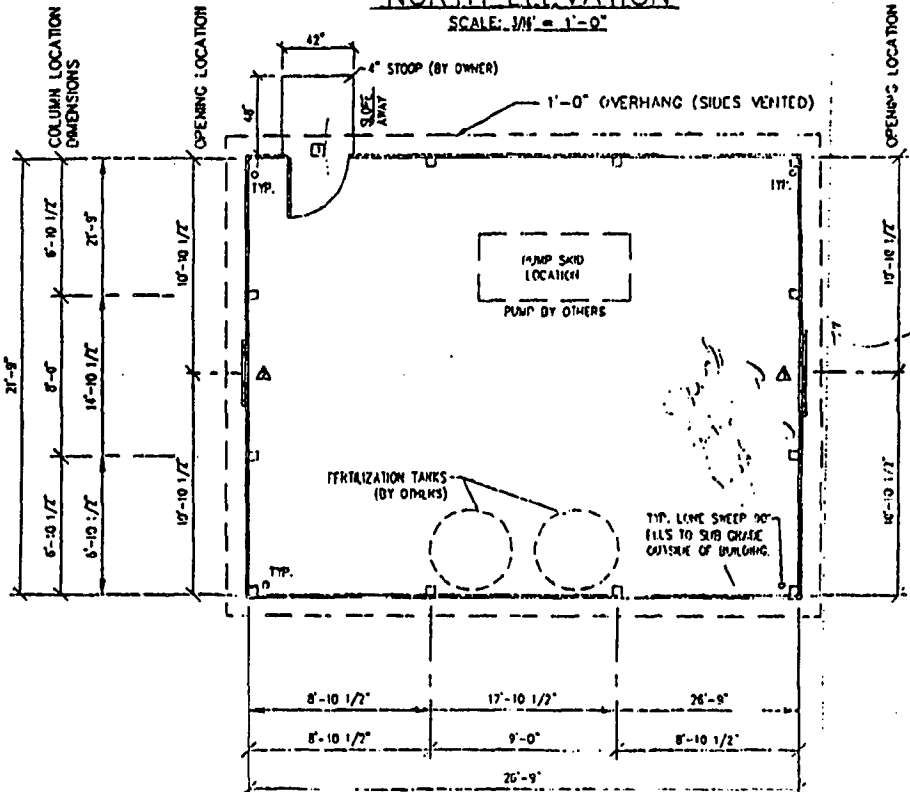 NORTH ELEVATION
SCALE: 3/16" = 1'-0"
COLUMN LOCATION
DIMENSIONS
OPENING LOCATION
OPENING LOCATION
42"
4" STOOP (BY OWNER)
48"
SLOPE
AWAY
1'-0" OVERHANG (SIDES VENTED)
TYP.
TYP.
21'-9"
6'-10 1/2"
8'-0"
6'-10 1/2"
21'-9"
14'-10 1/2"
6'-10 1/2"
10'-10 1/2"
10'-10 1/2"
PUMP SKID
LOCATION
PUMP BY OTHERS
10'-10 1/2"
10'-10 1/2"
FERTILIZATION TANKS
(BY OTHERS)
TYP. LONG SWEEP 90°
ELLS TO SUB GRADE
OUTSIDE OF BUILDING.
TYP.
8'-10 1/2" 17'-10 1/2" 26'-9"
8'-10 1/2" 9'-0" 8'-10 1/2"
26'-9"